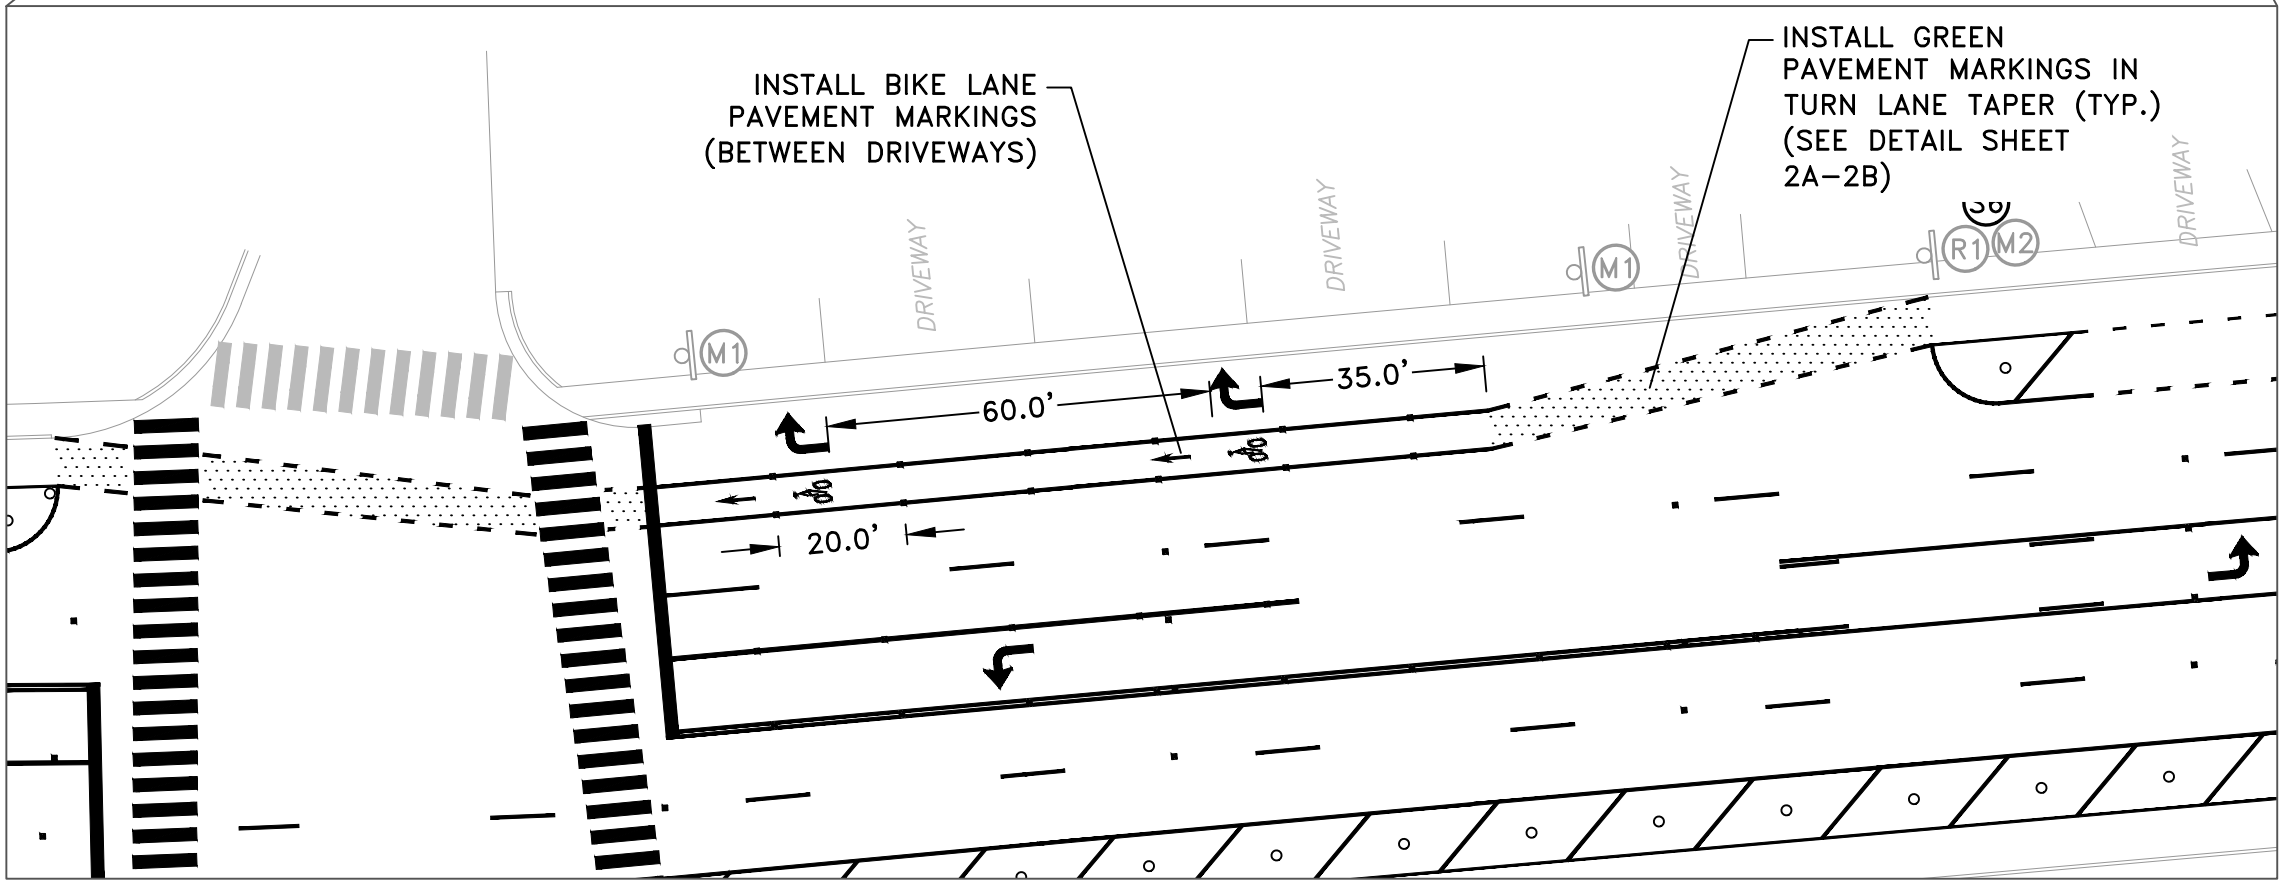 INSTALL BIKE LANE
PAVEMENT MARKINGS
(BETWEEN DRIVEWAYS)
INSTALL GREEN
PAVEMENT MARKINGS IN
TURN LANE TAPER (TYP.)
(SEE DETAIL SHEET
2A-2B)
DRIVEWAY
DRIVEWAY
DRIVEWAY
DRIVEWAY
36
R1
M2
M1
M1
35.0'
60.0'
20.0'